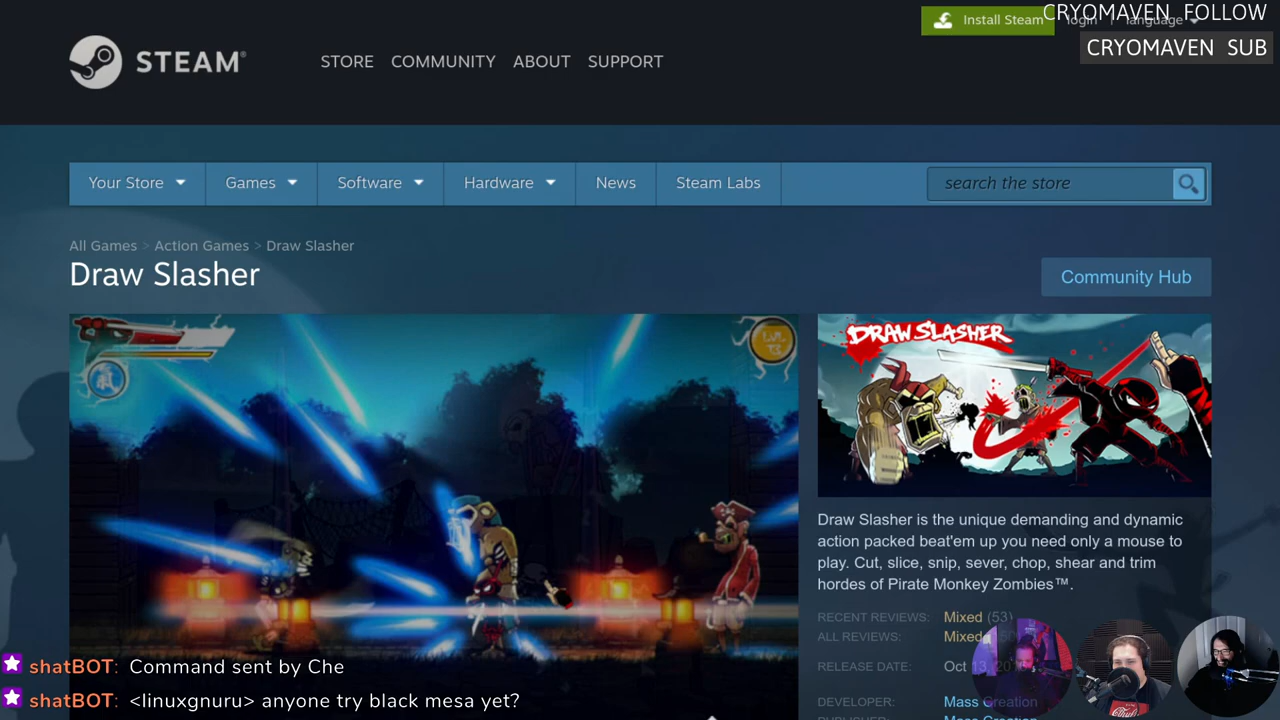 CRYOMAVEN FOLLOW
Install Steam
login | language
CRYOMAVEN SUB
STEAM®
STORE COMMUNITY ABOUT SUPPORT
Your Store Games Software Hardware News Steam Labs
search the store
All Games > Action Games > Draw Slasher
Draw Slasher
Community Hub
DRAW SLASHER
Draw Slasher is the unique demanding and dynamic
action packed beat'em up you need only a mouse to
play. Cut, slice, snip, sever, chop, shear and trim
hordes of Pirate Monkey Zombies™.
RECENT REVIEWS: Mixed (53)
ALL REVIEWS: Mixed
RELEASE DATE: Oct 13,
DEVELOPER: Mass Creation
shatBOT: Command sent by Che
shatBOT: <linuxgnuru> anyone try black mesa yet?